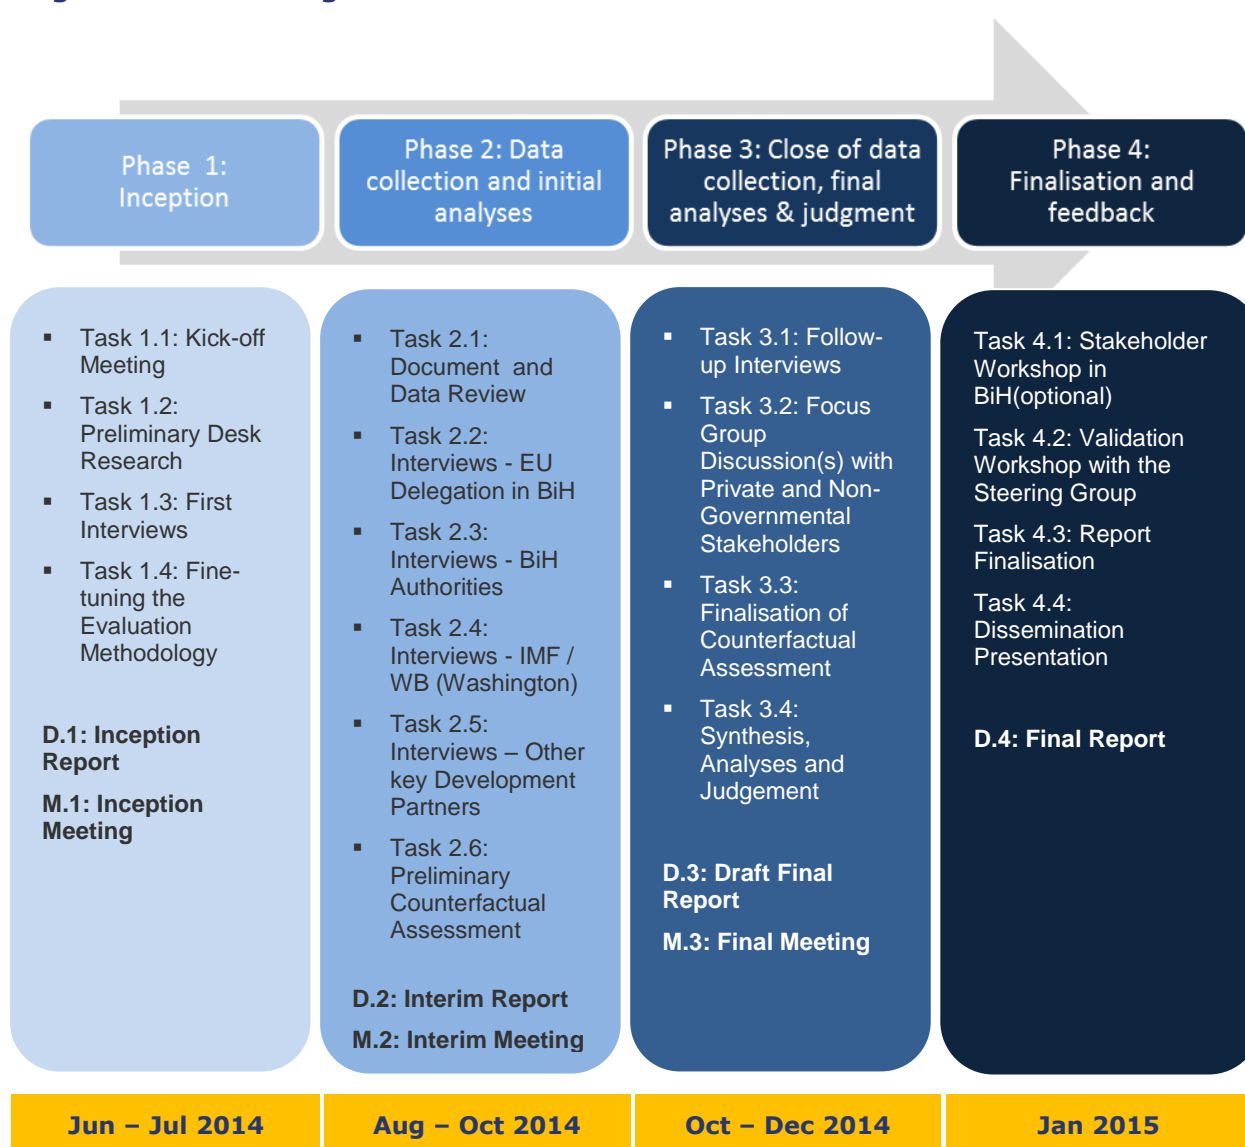 Phase 1:
Inception
Phase 2: Data
collection and initial
analyses
Phase 3: Close of data
collection, final
analyses & judgment
Phase 4:
Finalisation and
feedback
▪ Task 1.1: Kick-off
Meeting
▪ Task 1.2:
Preliminary Desk
Research
▪ Task 1.3: First
Interviews
▪ Task 1.4: Fine-
tuning the
Evaluation
Methodology
D.1: Inception
Report
M.1: Inception
Meeting
▪ Task 2.1:
Document and
Data Review
▪ Task 2.2:
Interviews - EU
Delegation in BiH
▪ Task 2.3:
Interviews - BiH
Authorities
▪ Task 2.4:
Interviews - IMF /
WB (Washington)
▪ Task 2.5:
Interviews – Other
key Development
Partners
▪ Task 2.6:
Preliminary
Counterfactual
Assessment
D.2: Interim Report
M.2: Interim Meeting
▪ Task 3.1: Follow-
up Interviews
▪ Task 3.2: Focus
Group
Discussion(s) with
Private and Non-
Governmental
Stakeholders
▪ Task 3.3:
Finalisation of
Counterfactual
Assessment
▪ Task 3.4:
Synthesis,
Analyses and
Judgement
D.3: Draft Final
Report
M.3: Final Meeting
Task 4.1: Stakeholder
Workshop in
BiH(optional)
Task 4.2: Validation
Workshop with the
Steering Group
Task 4.3: Report
Finalisation
Task 4.4:
Dissemination
Presentation
D.4: Final Report
Jun – Jul 2014
Aug – Oct 2014
Oct – Dec 2014
Jan 2015